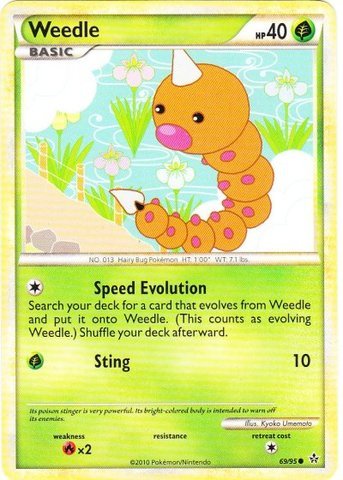 Weedle
HP 40
BASIC
NO. 013 Hairy Bug Pokémon HT: 1'00" WT: 7.1 lbs.
Speed Evolution
Search your deck for a card that evolves from Weedle
and put it onto Weedle. (This counts as evolving
Weedle.) Shuffle your deck afterward.
Sting 10
Illus. Kyoko Umemoto
Its poison stinger is very powerful. Its bright-colored body is intended to warn off
its enemies.
weakness resistance retreat cost
×2
©2010 Pokémon/Nintendo
69/95